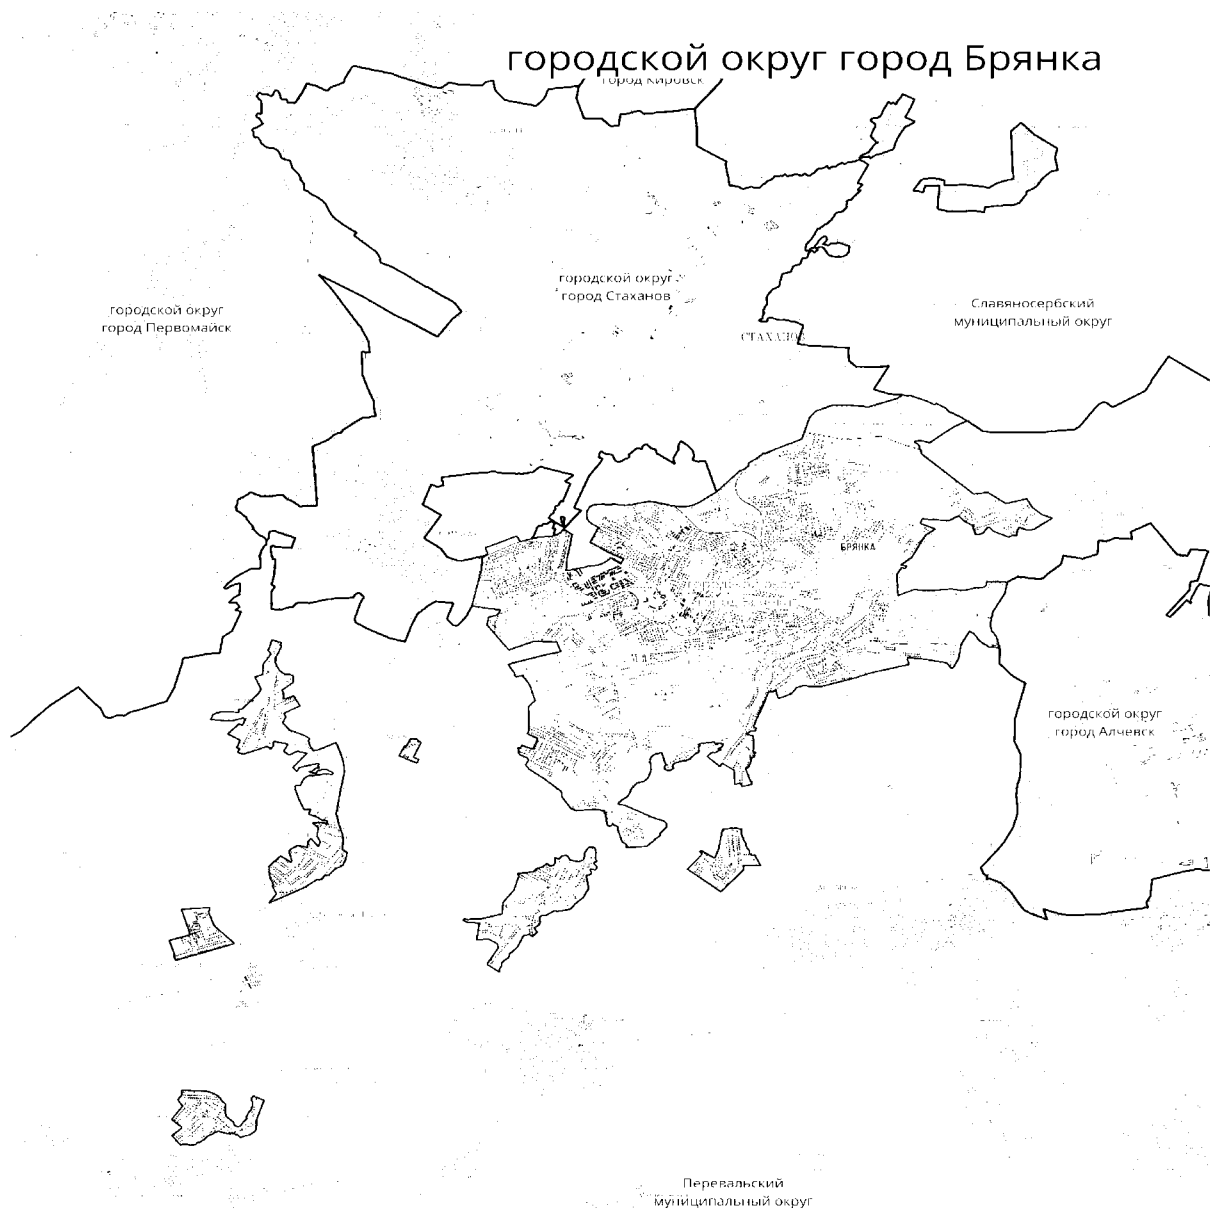 городской округ город Брянка
город Кировск
городской округ
город Стаханов
городской округ
город Первомайск
Славяносербский
муниципальный округ
СТАХАНОВ
БРЯНКА
городской округ
город Алчевск
Перевальский
муниципальный округ